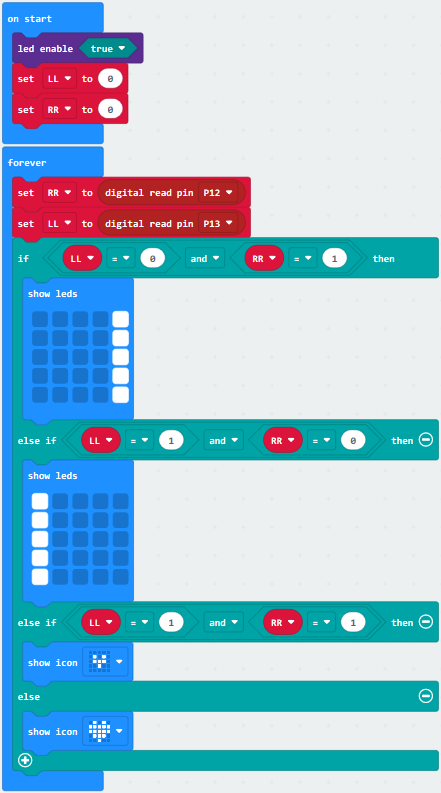 on start
led enable true
set LL to 0
set RR to 0
forever
set RR to digital read pin P12
set LL to digital read pin P13
if LL = 0 and RR = 1 then
show leds
else if LL = 1 and RR = 0 then
show leds
else if LL = 1 and RR = 1 then
show icon
else
show icon